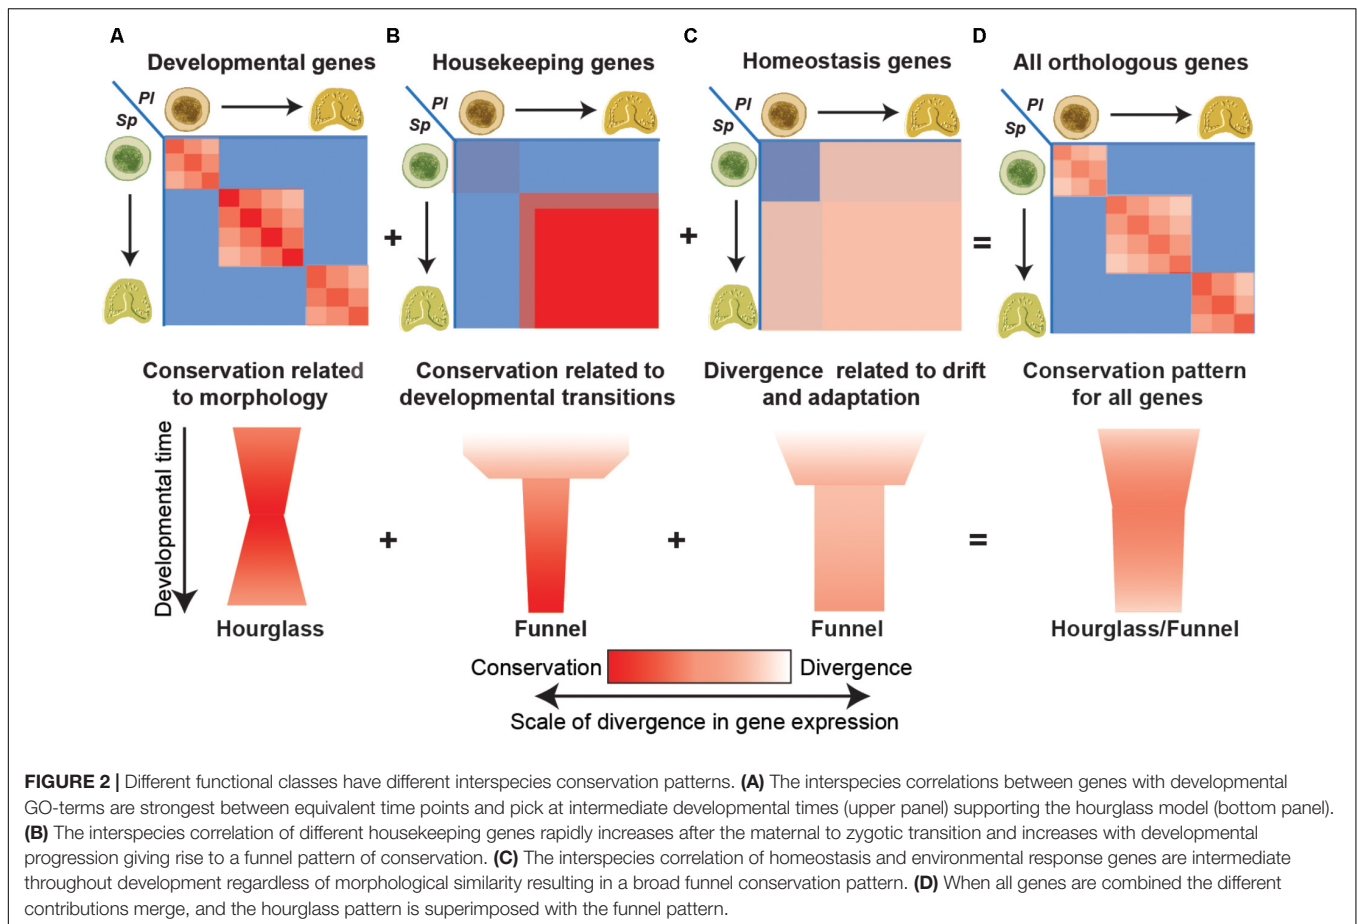 A
B
C
D
Developmental genes
Housekeeping genes
Homeostasis genes
All orthologous genes
Pl
Sp
Pl
Sp
Pl
Sp
Pl
Sp
+
+
=
Conservation related
to morphology
Conservation related to
developmental transitions
Divergence related to drift
and adaptation
Conservation pattern
for all genes
Developmental time
+
+
=
Hourglass
Funnel
Funnel
Hourglass/Funnel
Conservation
Divergence
Scale of divergence in gene expression
FIGURE 2 | Different functional classes have different interspecies conservation patterns. (A) The interspecies correlations between genes with developmental
GO-terms are strongest between equivalent time points and pick at intermediate developmental times (upper panel) supporting the hourglass model (bottom panel).
(B) The interspecies correlation of different housekeeping genes rapidly increases after the maternal to zygotic transition and increases with developmental
progression giving rise to a funnel pattern of conservation. (C) The interspecies correlation of homeostasis and environmental response genes are intermediate
throughout development regardless of morphological similarity resulting in a broad funnel conservation pattern. (D) When all genes are combined the different
contributions merge, and the hourglass pattern is superimposed with the funnel pattern.